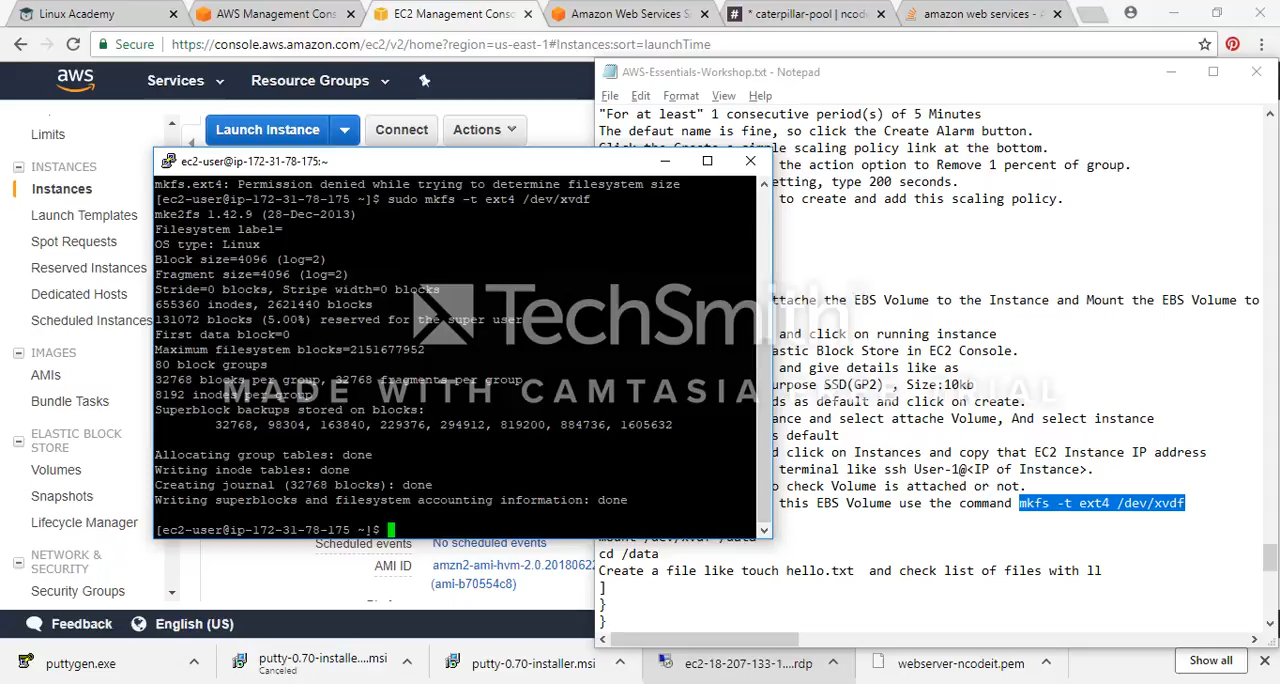 Linux Academy
AWS Management Cons
EC2 Management Cons
Amazon Web Services S
* caterpillar-pool | ncode
amazon web services -
Secure
https://console.aws.amazon.com/ec2/v2/home?region=us-east-1#Instances:sort=launchTime
aws
Services
Resource Groups
AWS-Essentials-Workshop.txt - Notepad
File Edit Format View Help
"For at least" 1 consecutive period(s) of 5 Minutes
The defaut name is fine, so click the Create Alarm button.
Click the Create a simple scaling policy link at the bottom.
the action option to Remove 1 percent of group.
etting, type 200 seconds.
to create and add this scaling policy.
ttache the EBS Volume to the Instance and Mount the EBS Volume to
and click on running instance
astic Block Store in EC2 Console.
and give details like as
urpose SSD(GP2) , Size:10kb
ds as default and click on create.
ance and select attache Volume, And select instance
s default
d click on Instances and copy that EC2 Instance IP address
terminal like ssh User-1@<IP of Instance>.
o check Volume is attached or not.
this EBS Volume use the command mkfs -t ext4 /dev/xvdf
mount /dev/xvdf /data
cd /data
Create a file like touch hello.txt  and check list of files with ll
]
}
}
Limits
INSTANCES
Instances
Launch Templates
Spot Requests
Reserved Instances
Dedicated Hosts
Scheduled Instances
IMAGES
AMIs
Bundle Tasks
ELASTIC BLOCK
STORE
Volumes
Snapshots
Lifecycle Manager
NETWORK &
SECURITY
Security Groups
Launch Instance
Connect
Actions
ec2-user@ip-172-31-78-175:~
mkfs.ext4: Permission denied while trying to determine filesystem size
[ec2-user@ip-172-31-78-175 ~]$ sudo mkfs -t ext4 /dev/xvdf
mke2fs 1.42.9 (28-Dec-2013)
Filesystem label=
OS type: Linux
Block size=4096 (log=2)
Fragment size=4096 (log=2)
Stride=0 blocks, Stripe width=0 blocks
655360 inodes, 2621440 blocks
131072 blocks (5.00%) reserved for the super user
First data block=0
Maximum filesystem blocks=2151677952
80 block groups
32768 blocks per group, 32768 fragments per group
8192 inodes per group
Superblock backups stored on blocks:
32768, 98304, 163840, 229376, 294912, 819200, 884736, 1605632
Allocating group tables: done
Writing inode tables: done
Creating journal (32768 blocks): done
Writing superblocks and filesystem accounting information: done
[ec2-user@ip-172-31-78-175 ~]$
TechSmith
MADE WITH CAMTASIA FREE TRIAL
Scheduled events
No scheduled events
AMI ID
amzn2-ami-hvm-2.0.20180622
(ami-b70554c8)
Feedback
English (US)
puttygen.exe
putty-0.70-installe....msi
Canceled
putty-0.70-installe....msi
ec2-18-207-133-1....rdp
webserver-ncodeit.pem
Show all